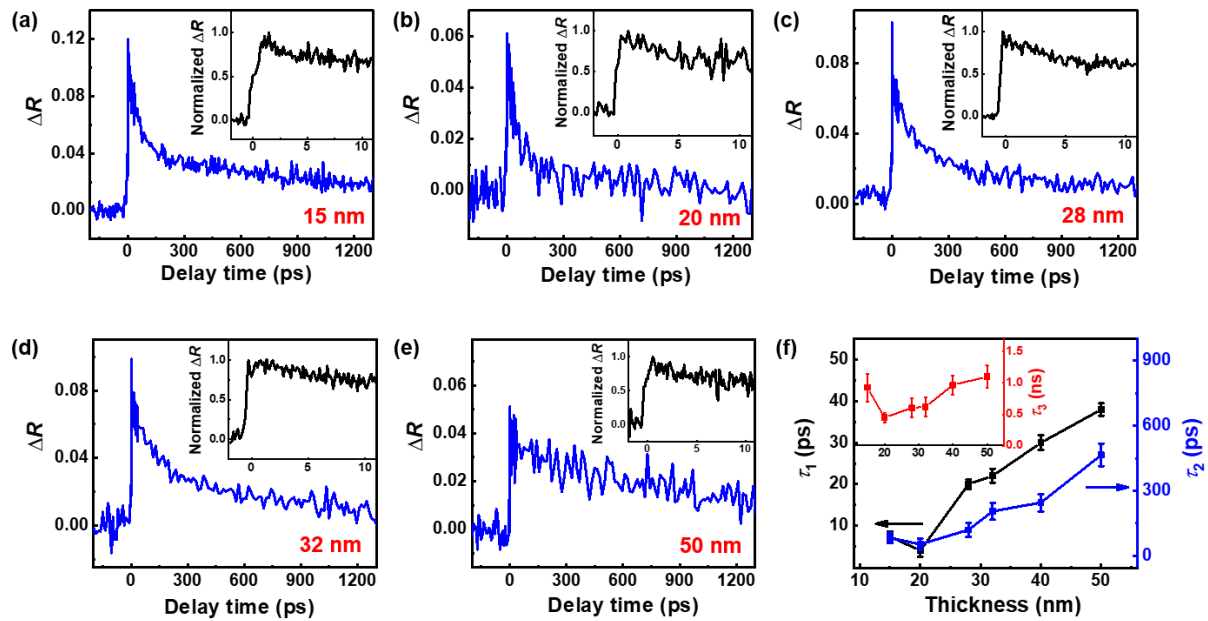 (a)
0.12
0.08
0.04
0.00
ΔR
Normalized ΔR
1.0
0.5
0.0
0 5 10
15 nm
0 300 600 900 1200
Delay time (ps)
(b)
0.06
0.04
0.02
0.00
ΔR
Normalized ΔR
1.0
0.5
0.0
0 5 10
20 nm
0 300 600 900 1200
Delay time (ps)
(c)
0.08
0.04
0.00
ΔR
Normalized ΔR
1.0
0.5
0.0
0 5 10
28 nm
0 300 600 900 1200
Delay time (ps)
(d)
0.08
0.04
0.00
ΔR
Normalized ΔR
1.0
0.5
0.0
0 5 10
32 nm
0 300 600 900 1200
Delay time (ps)
(e)
0.06
0.04
0.02
0.00
ΔR
Normalized ΔR
1.0
0.5
0.0
0 5 10
50 nm
0 300 600 900 1200
Delay time (ps)
(f)
50
40
30
20
10
τ1 (ps)
1.5
1.0
0.5
0.0
τ3 (ns)
20 30 40 50
900
600
300
0
τ2 (ps)
10 20 30 40 50
Thickness (nm)